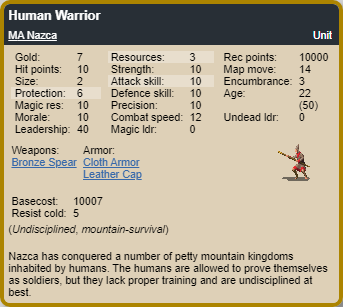 Human Warrior
MA Nazca Unit
Gold: 7 Resources: 3 Rec points: 10000
Hit points: 10 Strength: 10 Map move: 14
Size: 2 Attack skill: 10 Encumbrance: 3
Protection: 6 Defence skill: 10 Age: 22
Magic res: 10 Precision: 10 (50)
Morale: 10 Combat speed: 12 Undead ldr: 0
Leadership: 40 Magic ldr: 0
Weapons: Armor:
Bronze Spear Cloth Armor
Leather Cap
Basecost: 10007
Resist cold: 5
(Undisciplined, mountain-survival)
Nazca has conquered a number of petty mountain kingdoms
inhabited by humans. The humans are allowed to prove themselves
as soldiers, but they lack proper training and are undisciplined at
best.